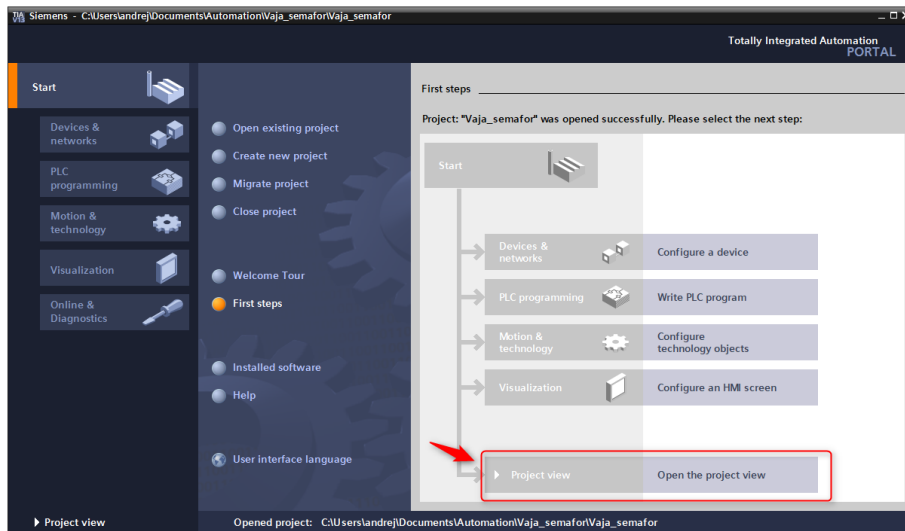 Siemens - C:\Users\andrej\Documents\Automation\Vaja_semafor\Vaja_semafor
Totally Integrated Automation
PORTAL
Start
Devices &
networks
PLC
programming
Motion &
technology
Visualization
Online &
Diagnostics
Open existing project
Create new project
Migrate project
Close project
Welcome Tour
First steps
Installed software
Help
User interface language
First steps
Project: "Vaja_semafor" was opened successfully. Please select the next step:
Start
Devices &
networks
Configure a device
PLC programming
Write PLC program
Motion &
technology
Configure
technology objects
Visualization
Configure an HMI screen
Project view
Open the project view
Project view
Opened project: C:\Users\andrej\Documents\Automation\Vaja_semafor\Vaja_semafor